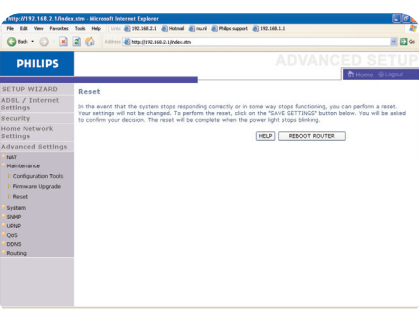 http://192.168.2.1/index.stm - Microsoft Internet Explorer
File Edit View Favorites Tools Help Links 192.168.2.1 Hotmail nu.nl Philips support 192.168.1.1
Back Address http://192.168.2.1/index.stm Go
PHILIPS
ADVANCED SETUP
Home Logout
SETUP WIZARD
ADSL / Internet Settings
Security
Home Network Settings
Advanced Settings
NAT
Maintenance
Configuration Tools
Firmware Upgrade
Reset
System
SNMP
UPNP
QoS
DDNS
Routing
Reset
In the event that the system stops responding correctly or in some way stops functioning, you can perform a reset.
Your settings will not be changed. To perform the reset, click on the "SAVE SETTINGS" button below. You will be asked
to confirm your decision. The reset will be complete when the power light stops blinking.
HELP REBOOT ROUTER